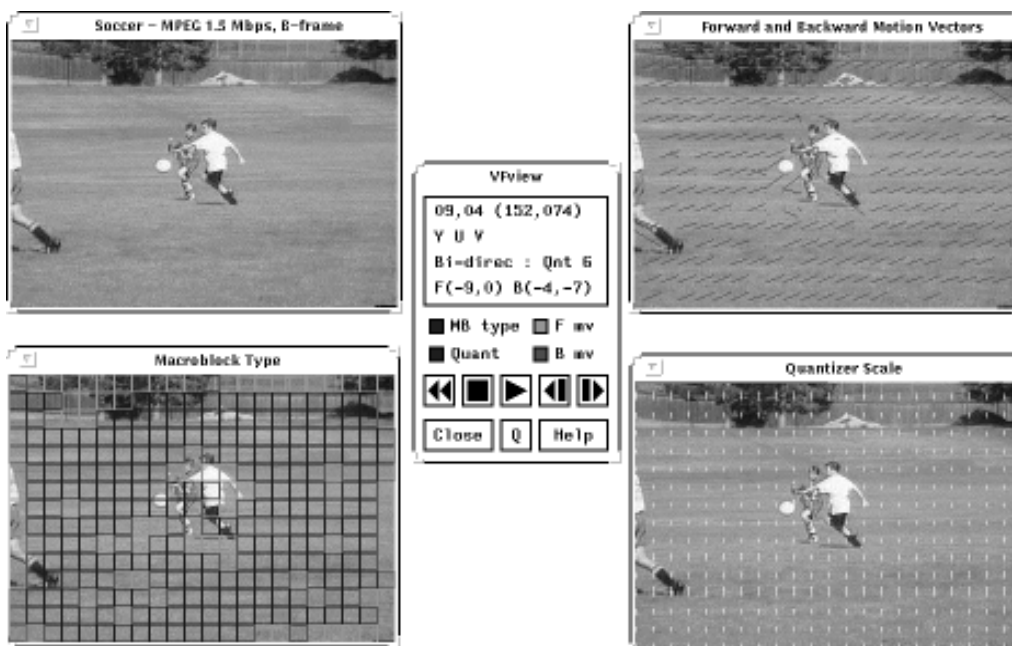 Soccer - MPEG 1.5 Mbps, B-frame
Forward and Backward Motion Vectors
VFview
09,04 (152,074)
Y U V
Bi-direc : Qnt 6
F(-9,0) B(-4,-7)
MB type F mv
Quant B mv
Close Q Help
Macroblock Type
Quantizer Scale